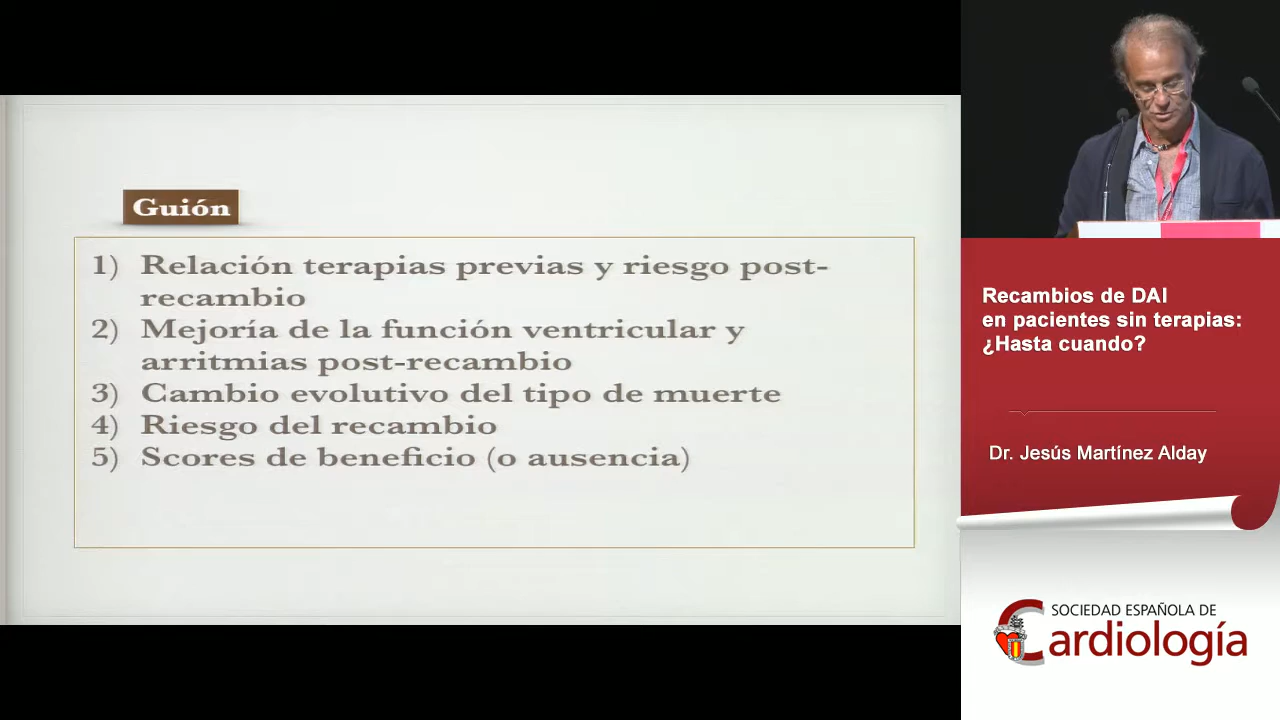 Guión
1) Relación terapias previas y riesgo post-
recambio
2) Mejoría de la función ventricular y
arritmias post-recambio
3) Cambio evolutivo del tipo de muerte
4) Riesgo del recambio
5) Scores de beneficio (o ausencia)
Recambios de DAI
en pacientes sin terapias:
¿Hasta cuando?
Dr. Jesús Martínez Alday
SOCIEDAD ESPAÑOLA DE
Cardiología